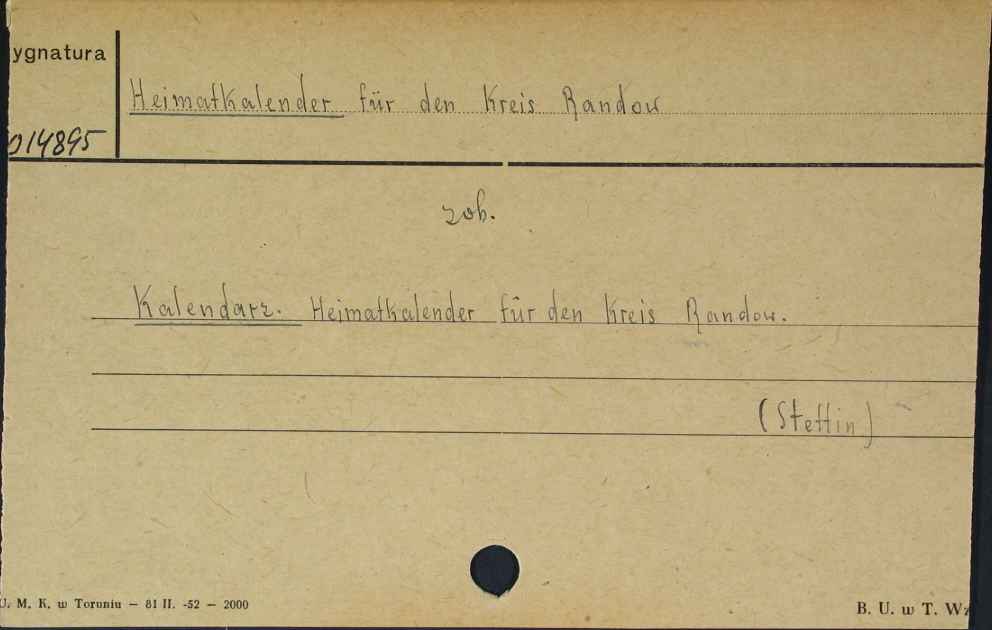 ygnatura
Heimatkalender für den Kreis Randow
014895
zob.
Kalendarz. Heimatkalender für den Kreis Randow.
(Stettin)
U. M. K. w Toruniu — 81 II. -52 — 2000
B. U. w T. Wz